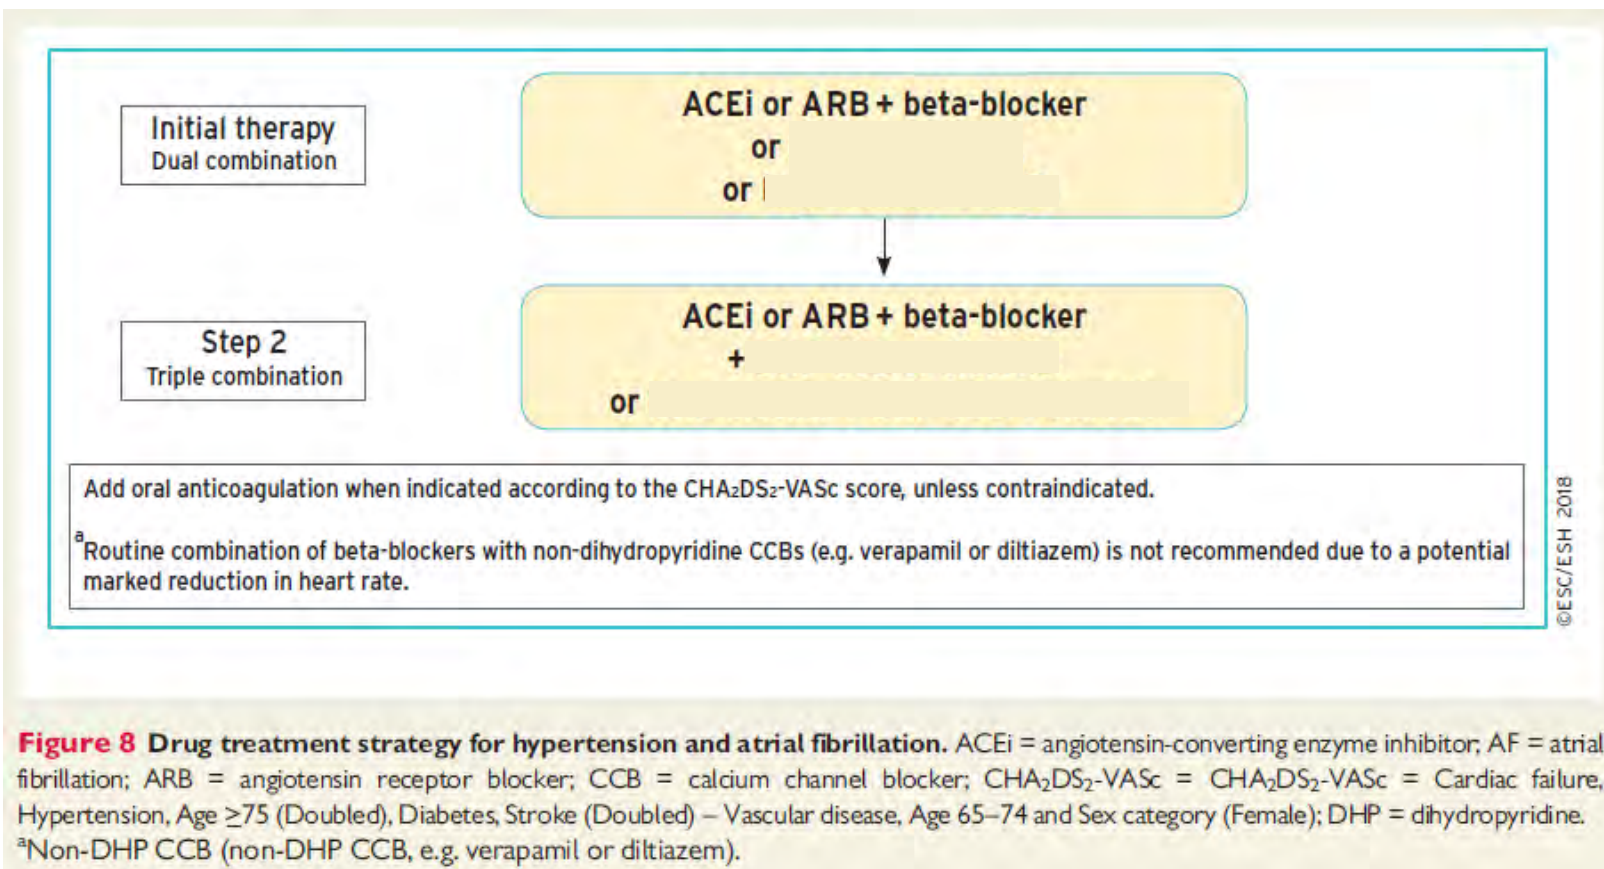 Initial therapy
Dual combination
ACEi or ARB + beta-blocker
or
or
Step 2
Triple combination
ACEi or ARB + beta-blocker
+
or
Add oral anticoagulation when indicated according to the CHA₂DS₂-VASc score, unless contraindicated.
ᵃRoutine combination of beta-blockers with non-dihydropyridine CCBs (e.g. verapamil or diltiazem) is not recommended due to a potential
marked reduction in heart rate.
©ESC/ESH 2018
Figure 8 Drug treatment strategy for hypertension and atrial fibrillation. ACEi = angiotensin-converting enzyme inhibitor; AF = atrial
fibrillation; ARB = angiotensin receptor blocker; CCB = calcium channel blocker; CHA₂DS₂-VASc = CHA₂DS₂-VASc = Cardiac failure,
Hypertension, Age ≥75 (Doubled), Diabetes, Stroke (Doubled) – Vascular disease, Age 65–74 and Sex category (Female); DHP = dihydropyridine.
ᵃNon-DHP CCB (non-DHP CCB, e.g. verapamil or diltiazem).